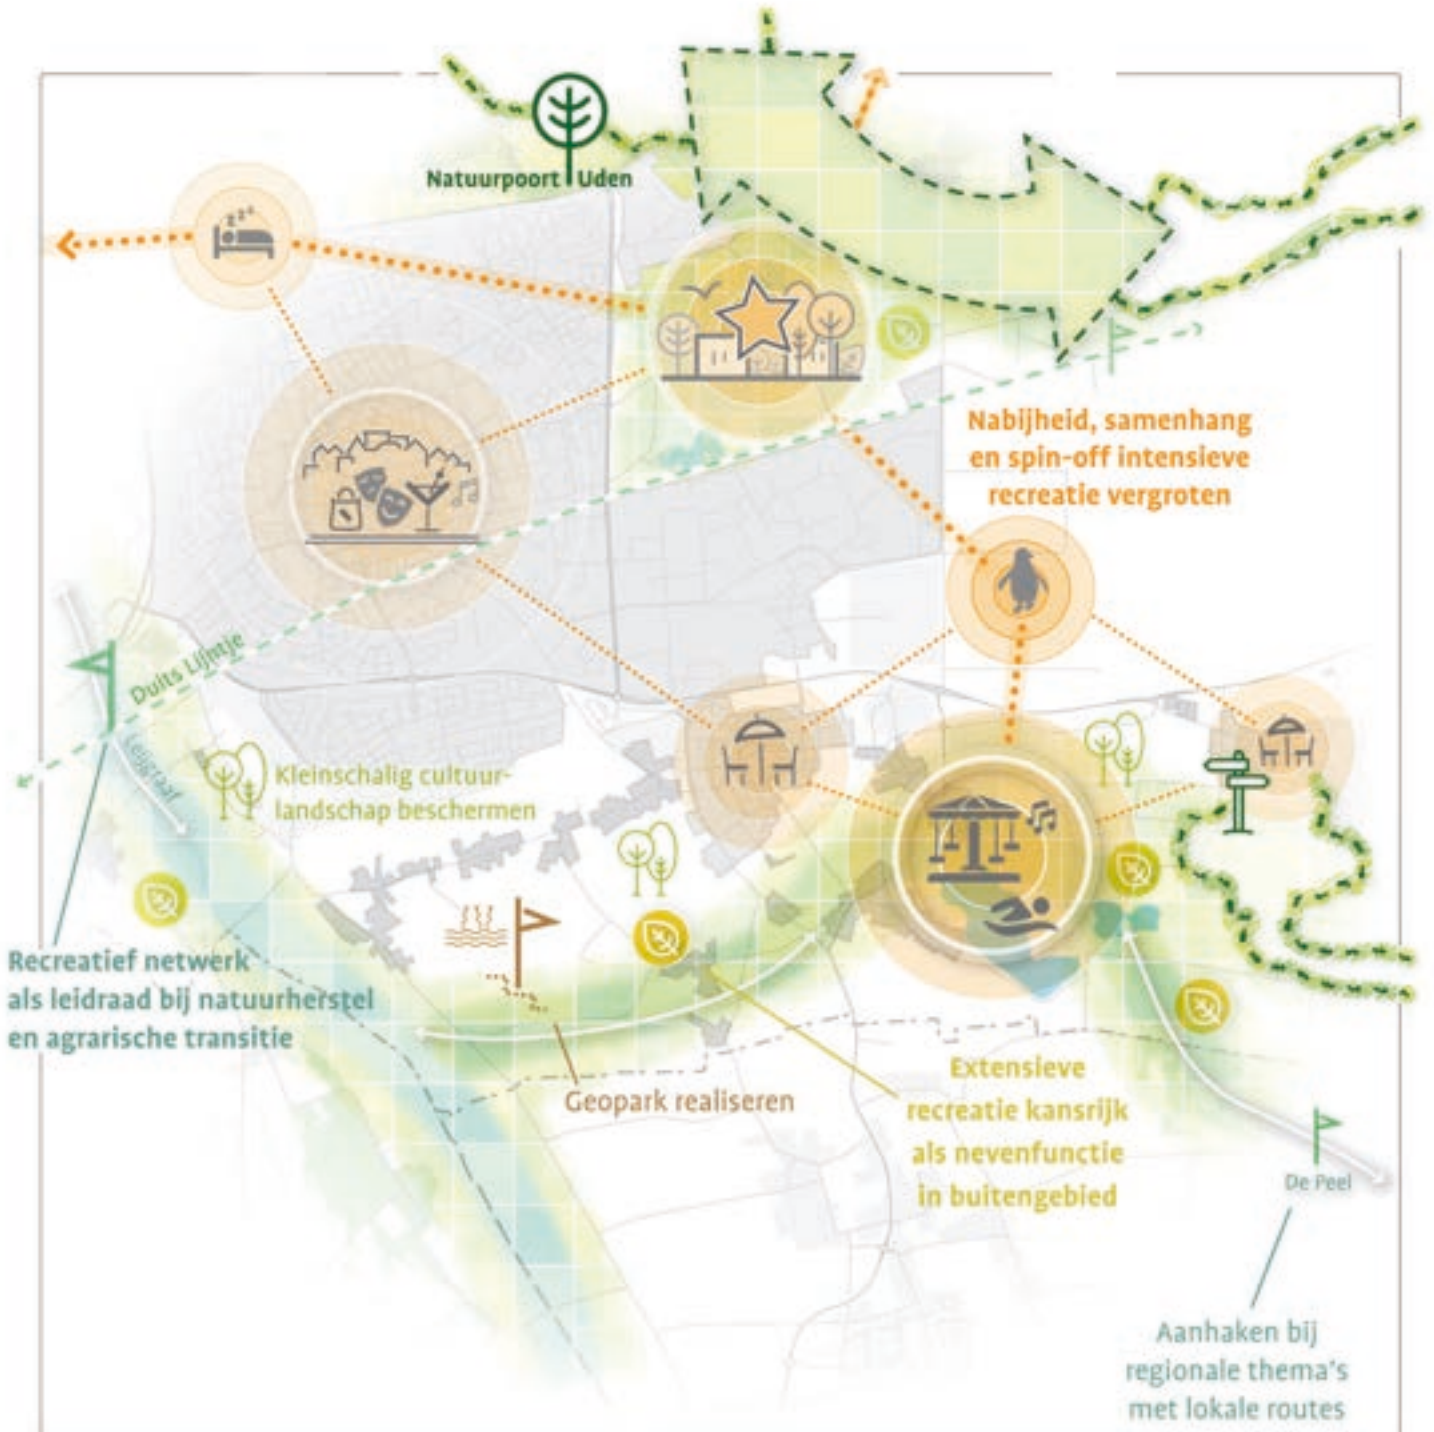 Natuurpoort Uden
Nabijheid, samenhang
en spin-off intensieve
recreatie vergroten
Duits Lijntje
Leijgraaf
Kleinschalig cultuur-
landschap beschermen
Recreatief netwerk
als leidraad bij natuurherstel
en agrarische transitie
Geopark realiseren
Extensieve
recreatie kansrijk
als nevenfunctie
in buitengebied
De Peel
Aanhaken bij
regionale thema's
met lokale routes